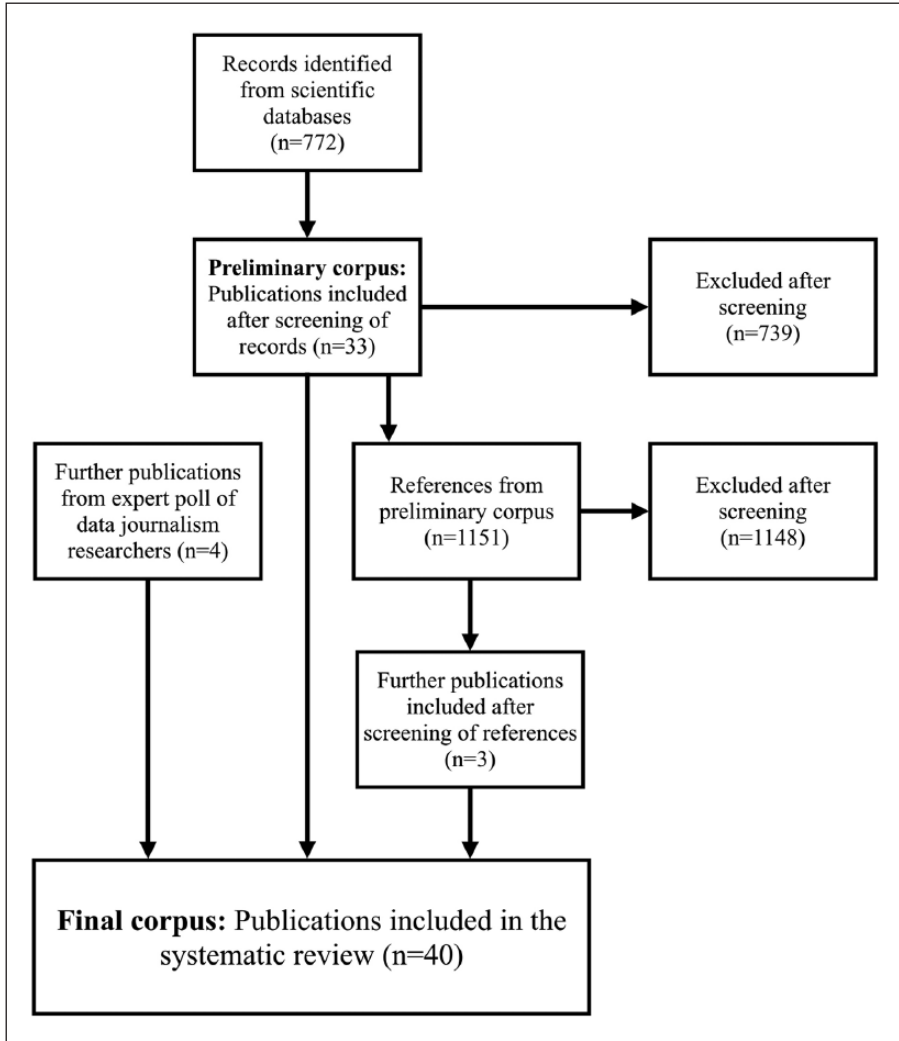 Records identified
from scientific
databases
(n=772)
Preliminary corpus:
Publications included
after screening of
records (n=33)
Excluded after
screening
(n=739)
Further publications
from expert poll of
data journalism
researchers (n=4)
References from
preliminary corpus
(n=1151)
Excluded after
screening
(n=1148)
Further publications
included after
screening of references
(n=3)
Final corpus: Publications included in the
systematic review (n=40)